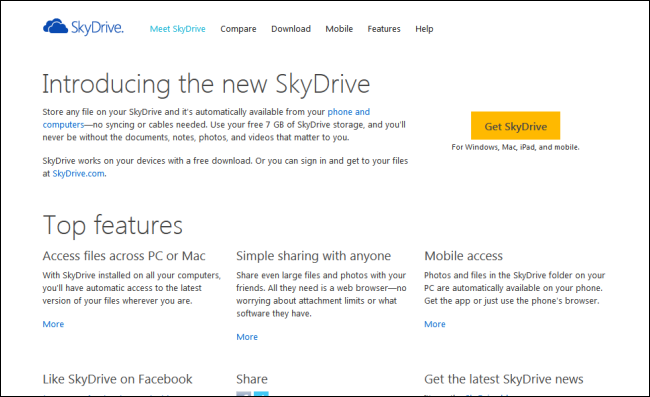 SkyDrive.
Meet SkyDrive Compare Download Mobile Features Help
Introducing the new SkyDrive
Store any file on your SkyDrive and it's automatically available from your phone and
computers—no syncing or cables needed. Use your free 7 GB of SkyDrive storage, and you'll
never be without the documents, notes, photos, and videos that matter to you.
SkyDrive works on your devices with a free download. Or you can sign in and get to your files
at SkyDrive.com.
Get SkyDrive
For Windows, Mac, iPad, and mobile.
Top features
Access files across PC or Mac
With SkyDrive installed on all your computers,
you'll have automatic access to the latest
version of your files wherever you are.
More
Simple sharing with anyone
Share even large files and photos with your
friends. All they need is a web browser—no
worrying about attachment limits or what
software they have.
More
Mobile access
Photos and files in the SkyDrive folder on your
PC are automatically available on your phone.
Get the app or just use the phone's browser.
More
Like SkyDrive on Facebook
Share
Get the latest SkyDrive news